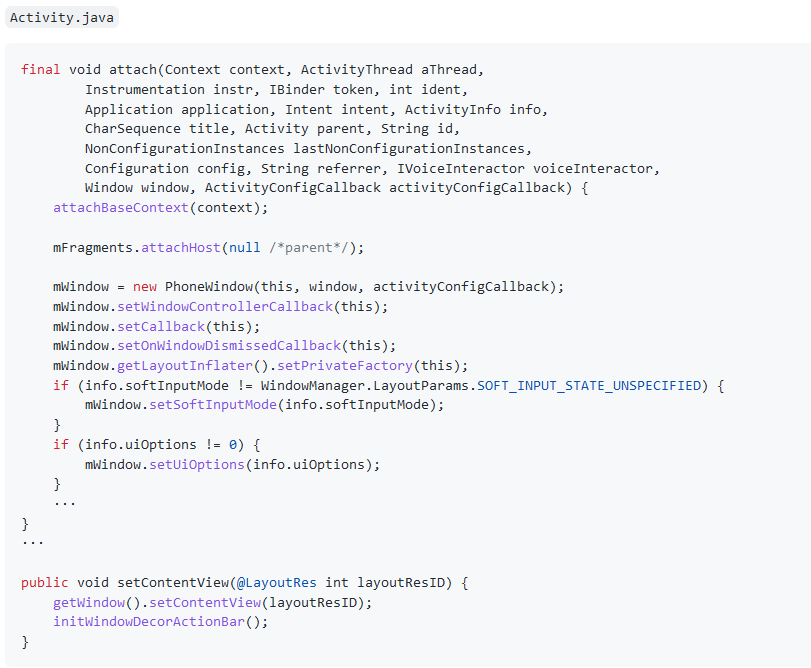 Activity.java
final void attach(Context context, ActivityThread aThread,
        Instrumentation instr, IBinder token, int ident,
        Application application, Intent intent, ActivityInfo info,
        CharSequence title, Activity parent, String id,
        NonConfigurationInstances lastNonConfigurationInstances,
        Configuration config, String referrer, IVoiceInteractor voiceInteractor,
        Window window, ActivityConfigCallback activityConfigCallback) {
    attachBaseContext(context);

    mFragments.attachHost(null /*parent*/);

    mWindow = new PhoneWindow(this, window, activityConfigCallback);
    mWindow.setWindowControllerCallback(this);
    mWindow.setCallback(this);
    mWindow.setOnWindowDismissedCallback(this);
    mWindow.getLayoutInflater().setPrivateFactory(this);
    if (info.softInputMode != WindowManager.LayoutParams.SOFT_INPUT_STATE_UNSPECIFIED) {
        mWindow.setSoftInputMode(info.softInputMode);
    }
    if (info.uiOptions != 0) {
        mWindow.setUiOptions(info.uiOptions);
    }
    ...
}
...

public void setContentView(@LayoutRes int layoutResID) {
    getWindow().setContentView(layoutResID);
    initWindowDecorActionBar();
}